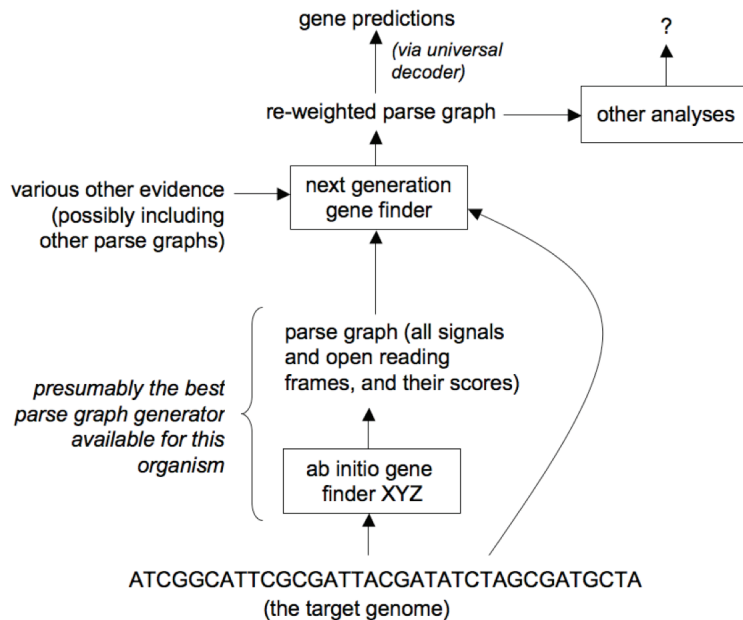 gene predictions
(via universal
decoder)
?
re-weighted parse graph
other analyses
various other evidence
(possibly including
other parse graphs)
next generation
gene finder
parse graph (all signals
and open reading
frames, and their scores)
presumably the best
parse graph generator
available for this
organism
ab initio gene
finder XYZ
ATCGGCATTCGCGATTACGATATCTAGCGATGCTA
(the target genome)